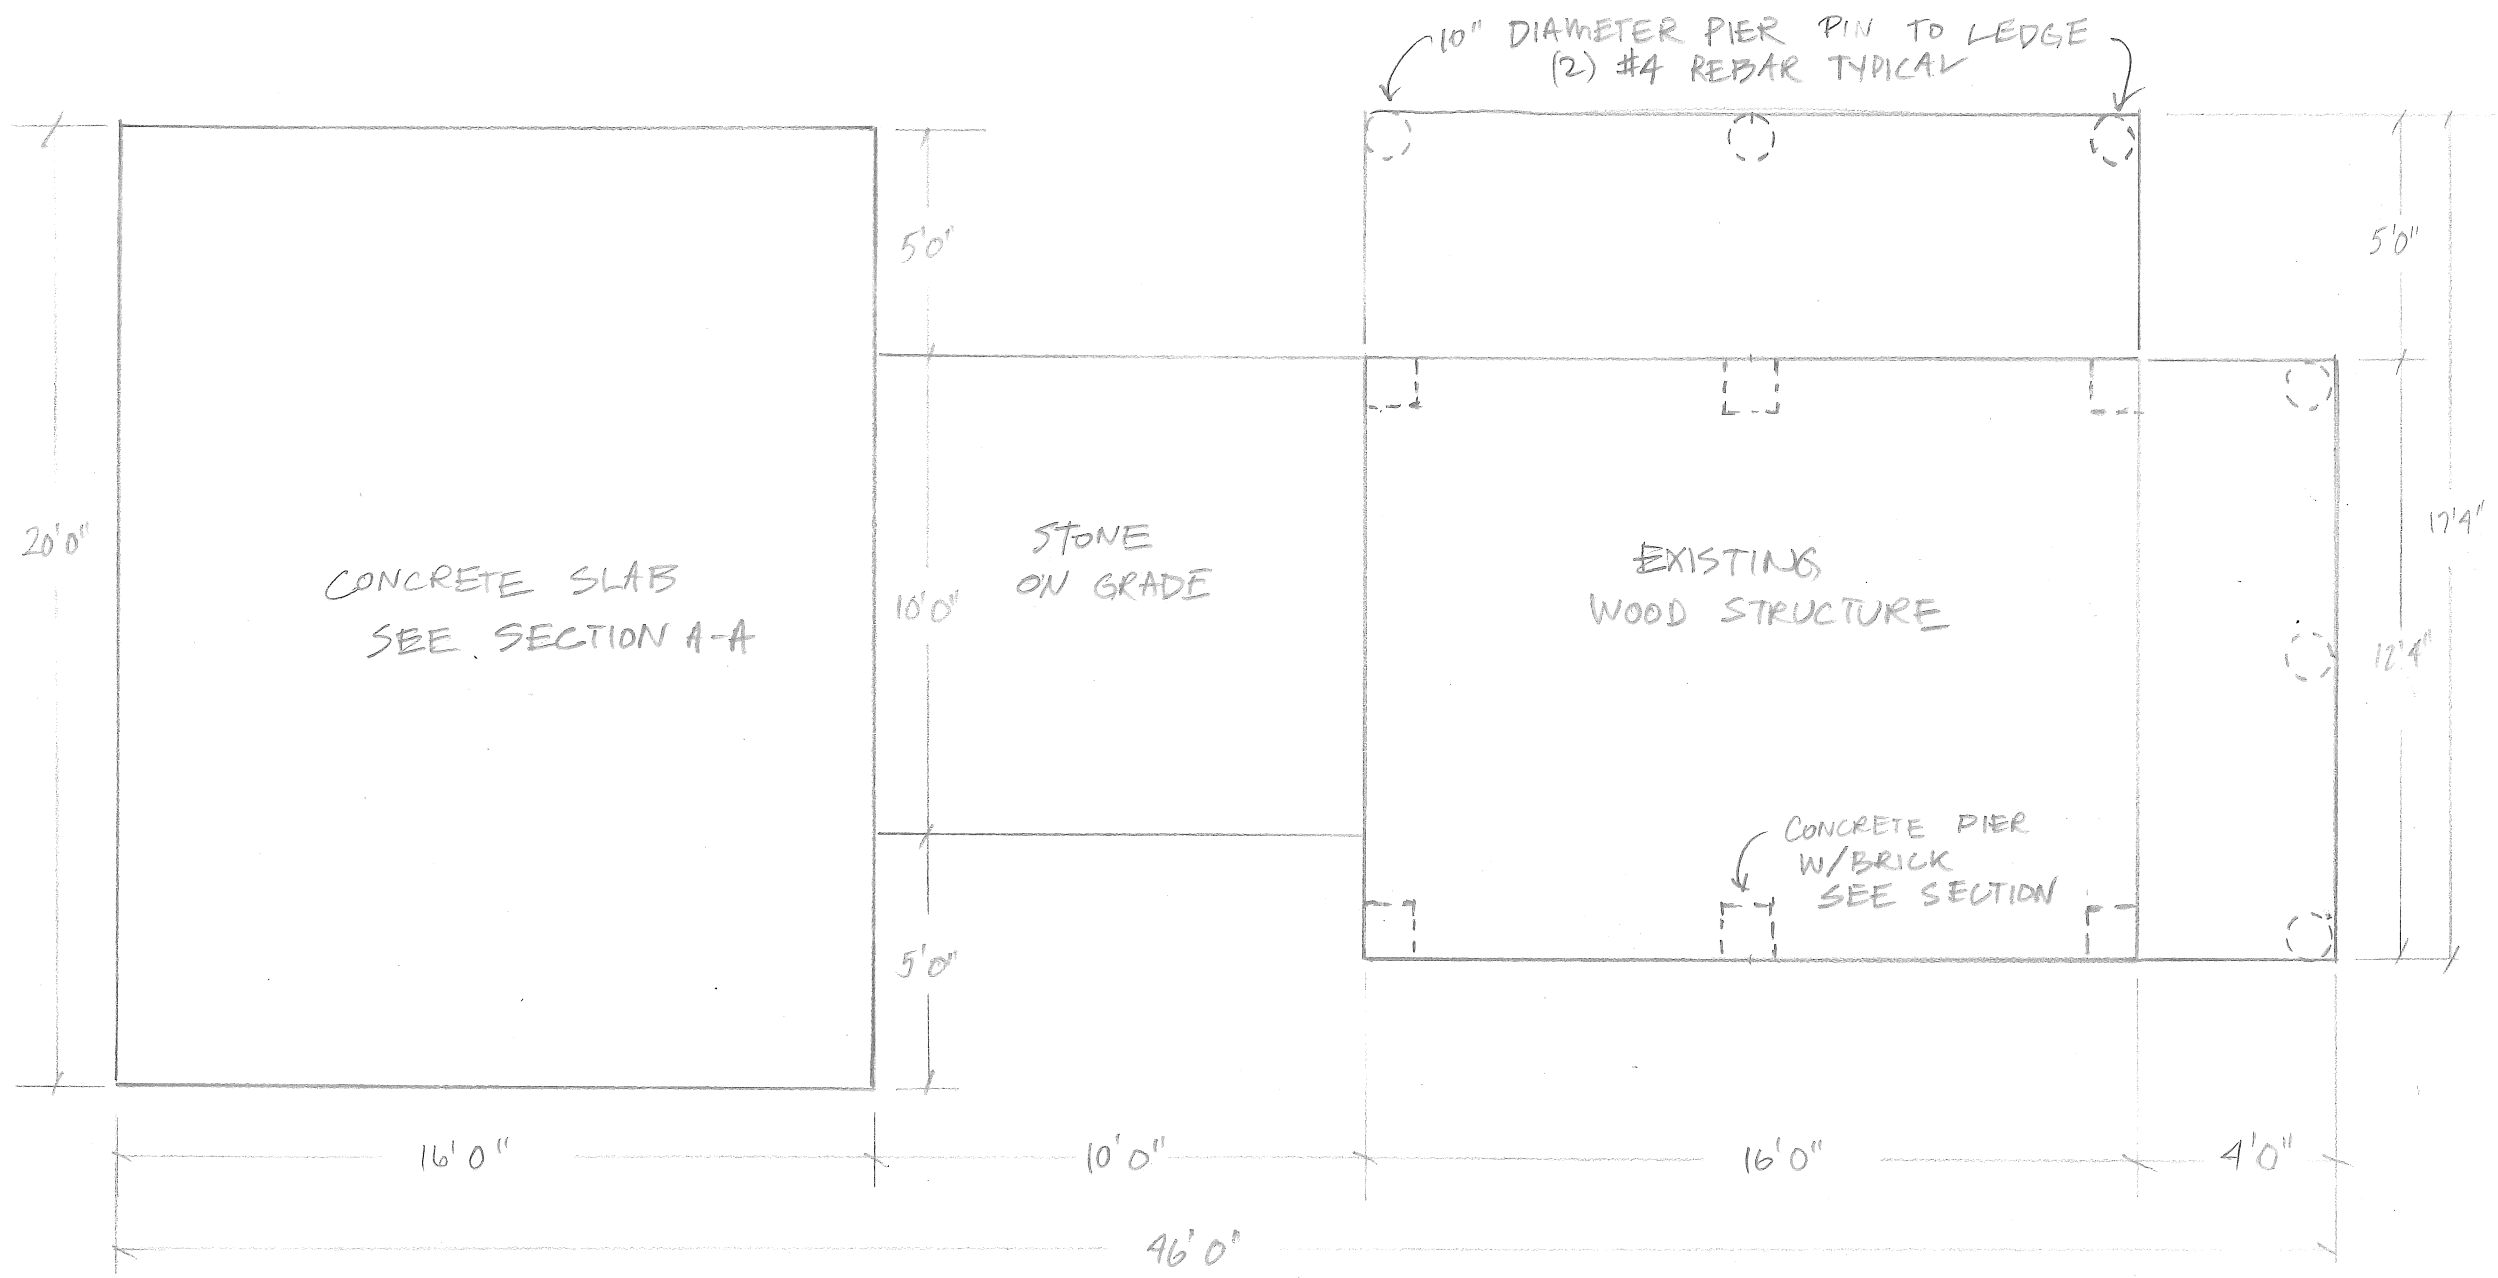 10" DIAMETER PIER PIN TO LEDGE
(2) #4 REBAR TYPICAL
5'0"
5'0"
20'0"
CONCRETE SLAB
SEE SECTION A-A
STONE
ON GRADE
10'0"
EXISTING
WOOD STRUCTURE
17'4"
12'4"
CONCRETE PIER
W/BRICK
SEE SECTION
5'0"
16'0"
10'0"
16'0"
4'0"
46'0"